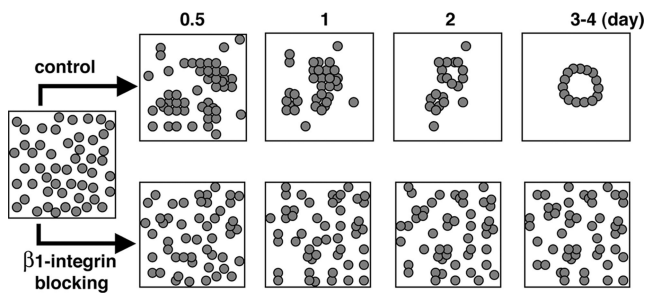 0.5 1 2 3-4 (day)
control
β1-integrin
blocking